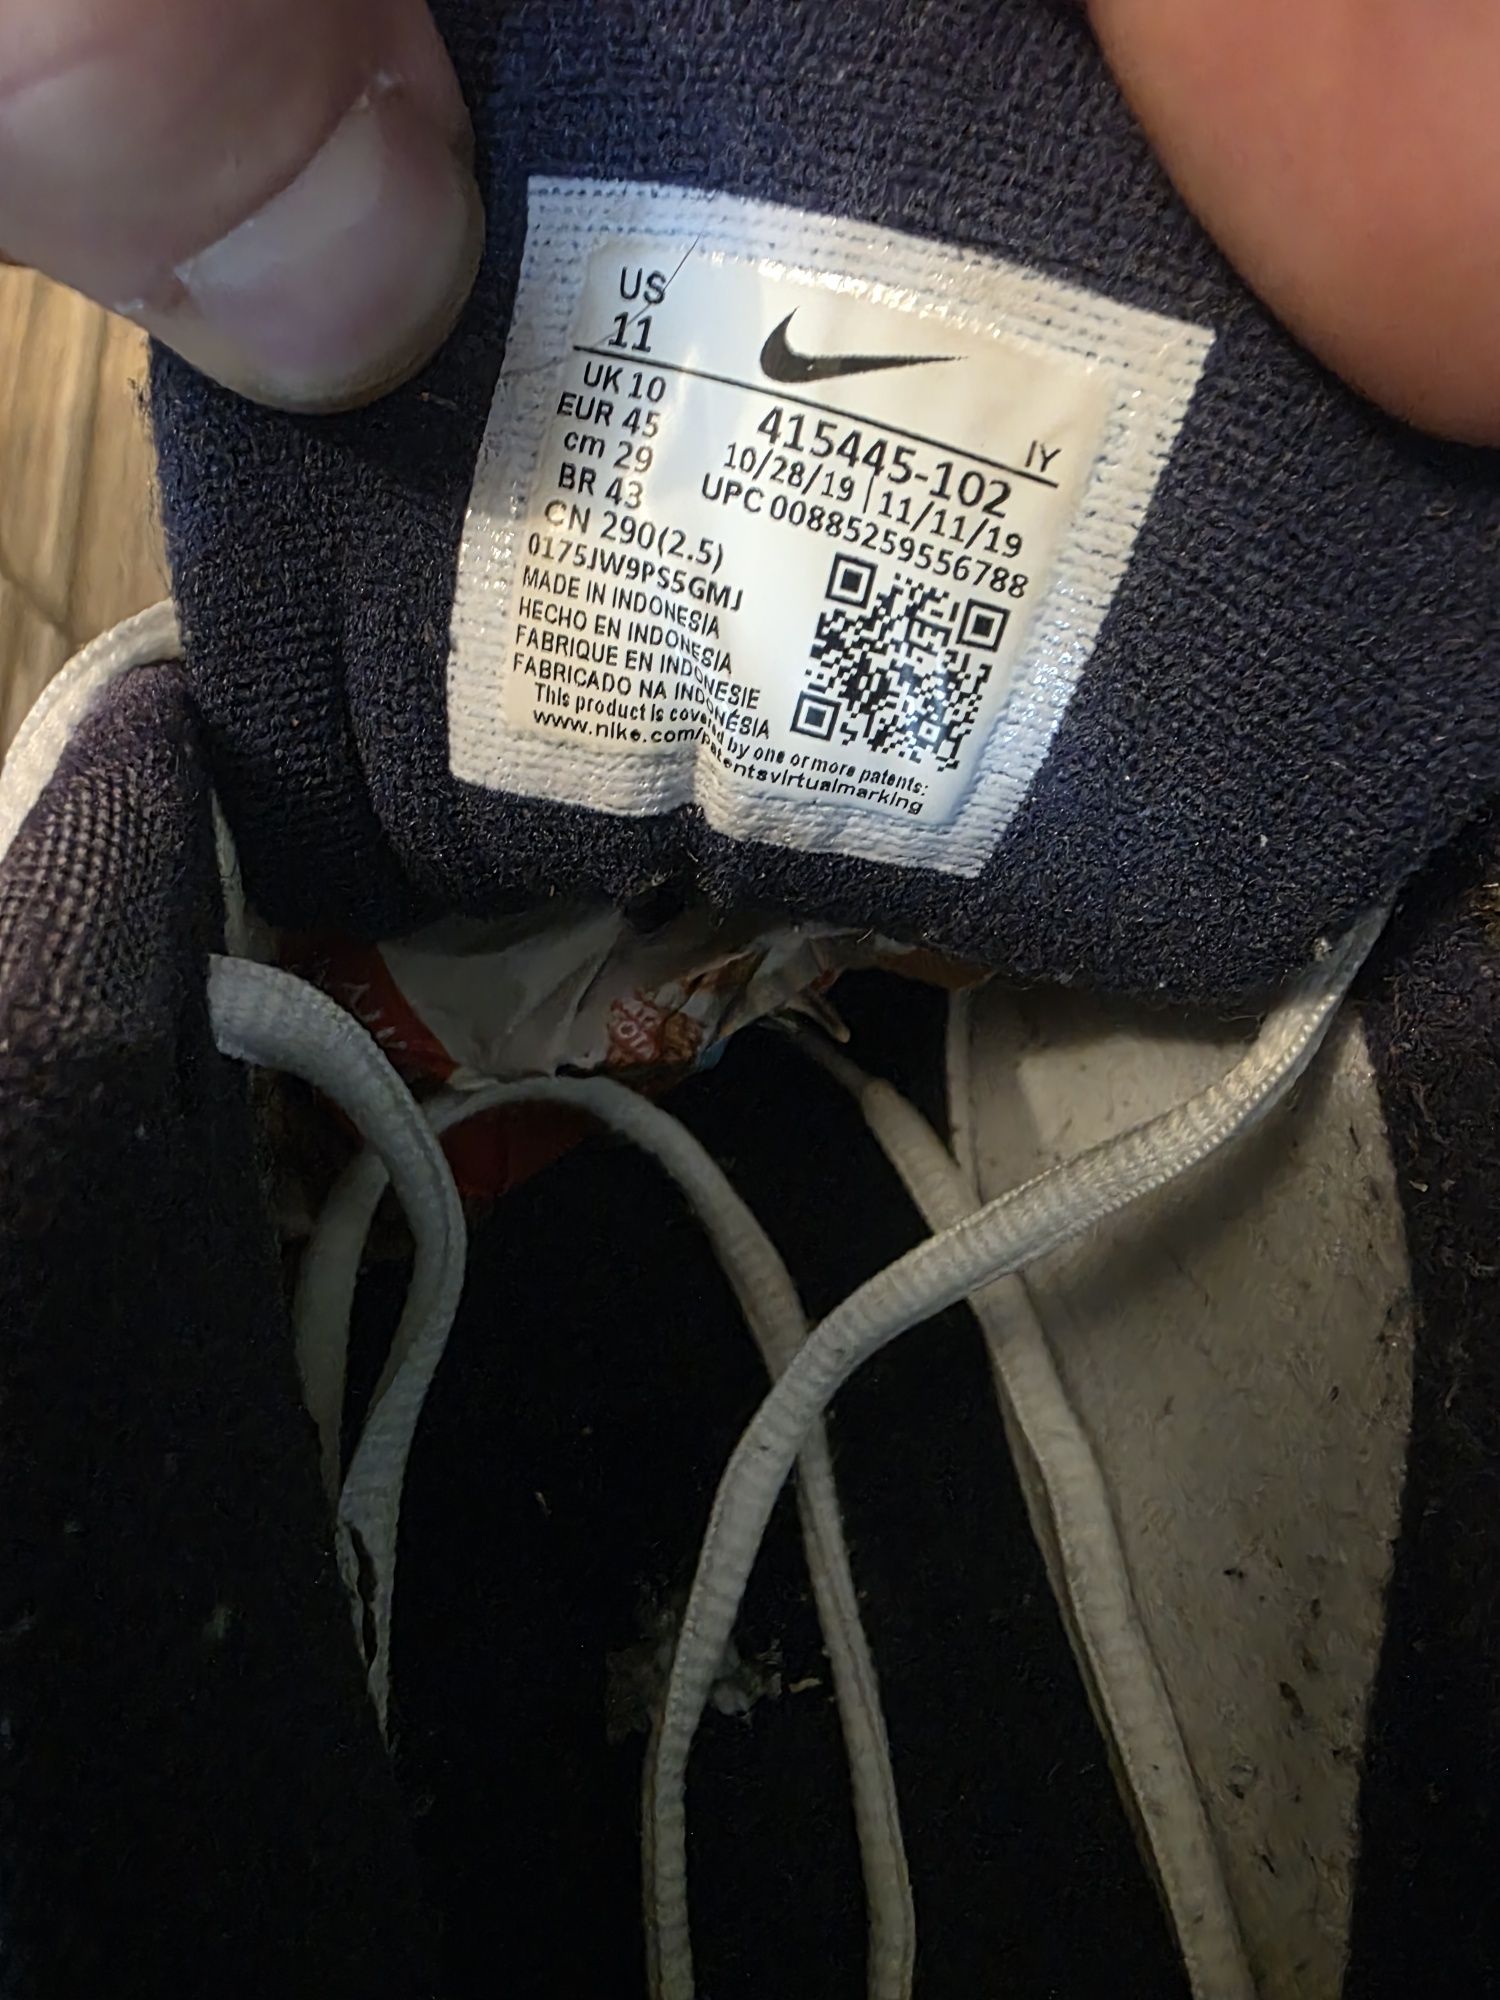 US
11
UK 10
EUR 45
cm 29
BR 43
CN 290(2.5)
0175JW9PS5GMJ
MADE IN INDONESIA
HECHO EN INDONESIA
FABRIQUE EN INDONESIE
FABRICADO NA INDONÉSIA
This product is covered by one or more patents:
www.nike.com/patentsvirtualmarking
IY
415445-102
10/28/19 | 11/11/19
UPC 00885259556788